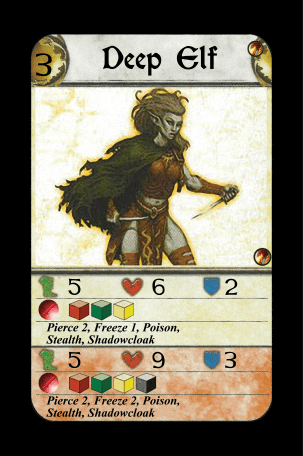 3 Deep Elf
5 6 2
Pierce 2, Freeze 1, Poison,
Stealth, Shadowcloak
5 9 3
Pierce 2, Freeze 2, Poison,
Stealth, Shadowcloak